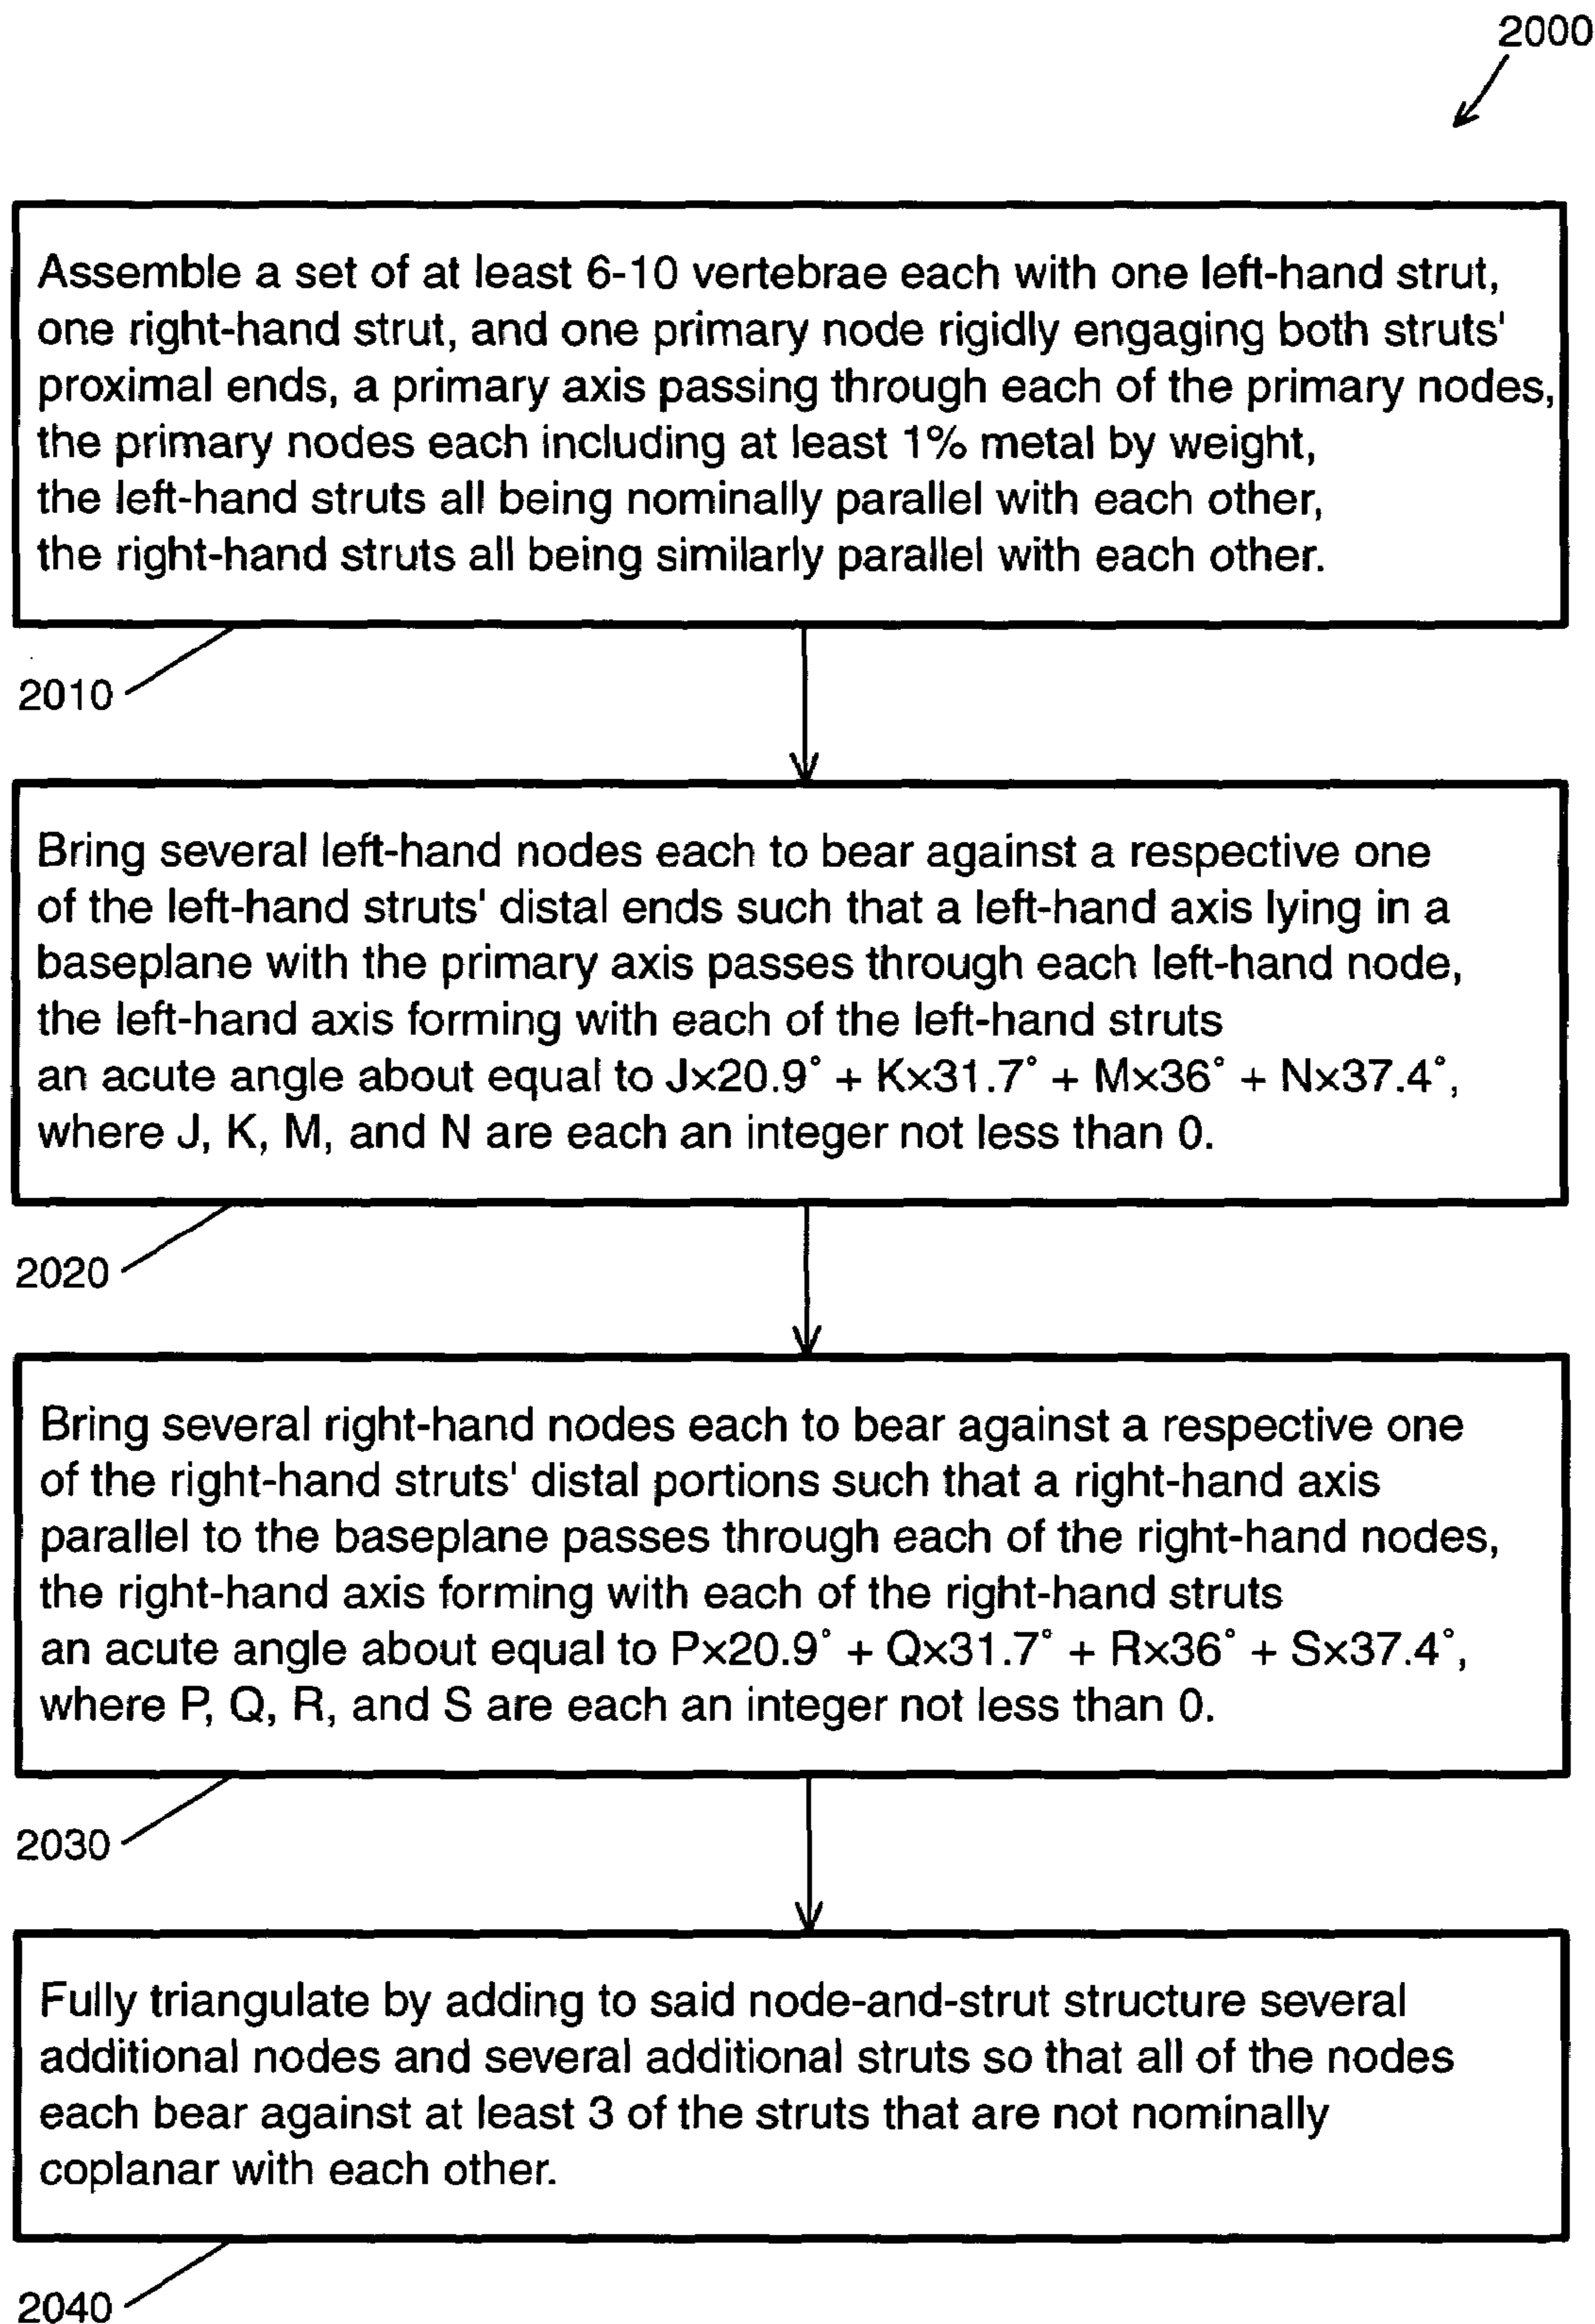 2000
Assemble a set of at least 6-10 vertebrae each with one left-hand strut,
one right-hand strut, and one primary node rigidly engaging both struts'
proximal ends, a primary axis passing through each of the primary nodes,
the primary nodes each including at least 1% metal by weight,
the left-hand struts all being nominally parallel with each other,
the right-hand struts all being similarly parallel with each other.
2010
Bring several left-hand nodes each to bear against a respective one
of the left-hand struts' distal ends such that a left-hand axis lying in a
baseplane with the primary axis passes through each left-hand node,
the left-hand axis forming with each of the left-hand struts
an acute angle about equal to Jx20.9° + Kx31.7° + Mx36° + Nx37.4°,
where J, K, M, and N are each an integer not less than 0.
2020
Bring several right-hand nodes each to bear against a respective one
of the right-hand struts' distal portions such that a right-hand axis
parallel to the baseplane passes through each of the right-hand nodes,
the right-hand axis forming with each of the right-hand struts
an acute angle about equal to Px20.9° + Qx31.7° + Rx36° + Sx37.4°,
where P, Q, R, and S are each an integer not less than 0.
2030
Fully triangulate by adding to said node-and-strut structure several
additional nodes and several additional struts so that all of the nodes
each bear against at least 3 of the struts that are not nominally
coplanar with each other.
2040